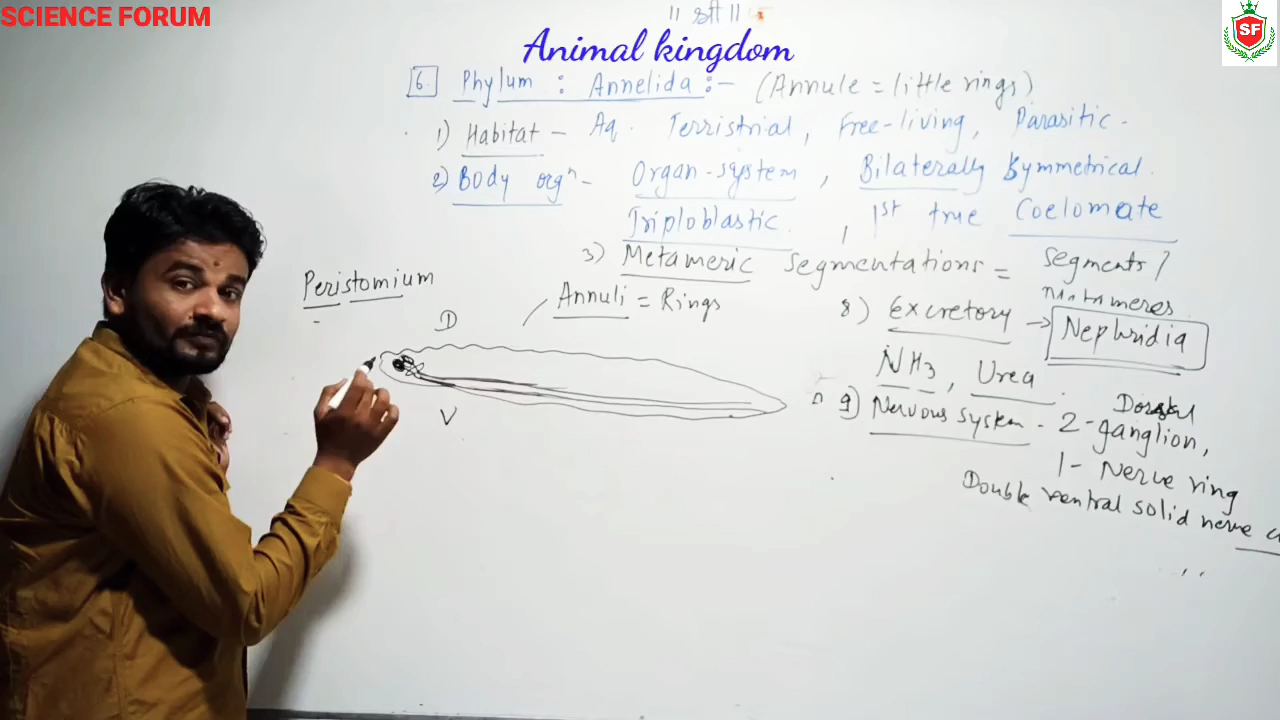 SCIENCE FORUM
|| श्री ||
SF
Animal kingdom
6. Phylum : Annelida :- (Annule = little rings)
1) Habitat - Aq. Terristrial, Free-living, Parasitic.
2) Body orgⁿ - Organ-system, Bilaterally Symmetrical.
Triploblastic, 1st true Coelomate
3) Metameric Segmentations = Segments /
Matameres
Peristomium
Annuli = Rings
D
V
8) Excretory → Nephridia
NH3, Urea
9) Nervous system - 2-ganglion,
Dorsal
1- Nerve ring
Double ventral solid nerve